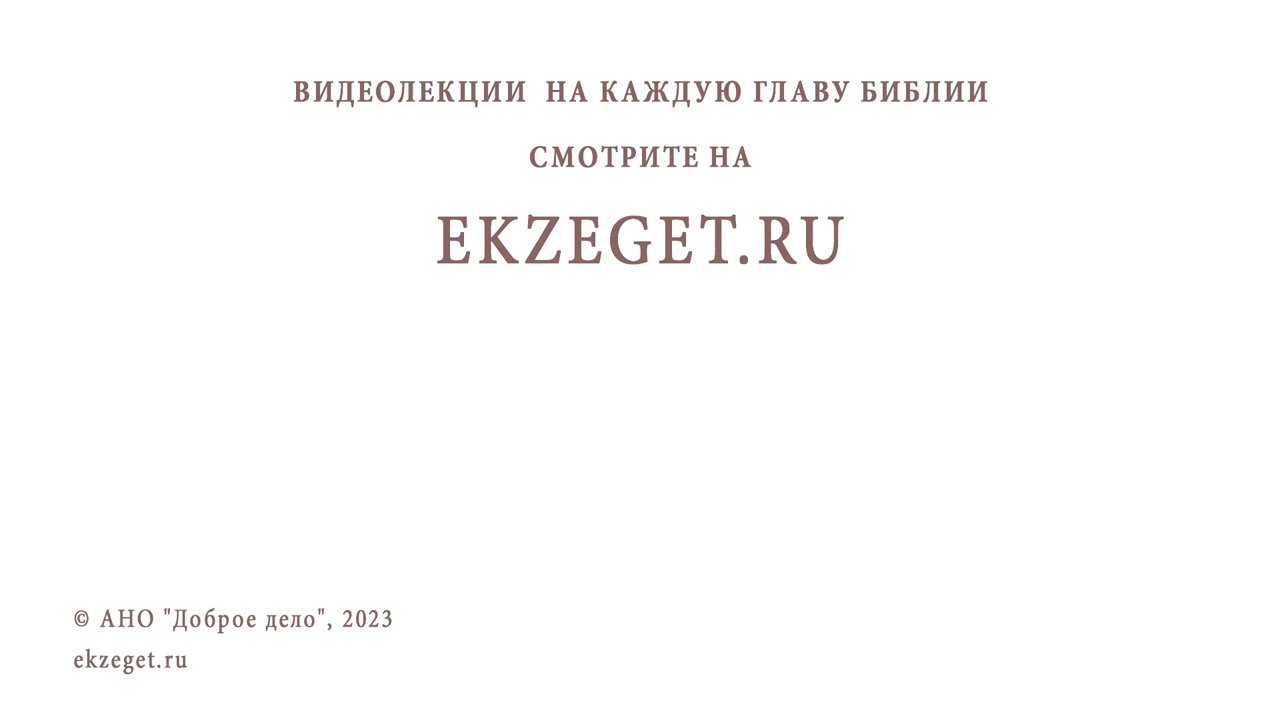 ВИДЕОЛЕКЦИИ НА КАЖДУЮ ГЛАВУ БИБЛИИ
СМОТРИТЕ НА
EKZEGET.RU
© АНО "Доброе дело", 2023
ekzeget.ru